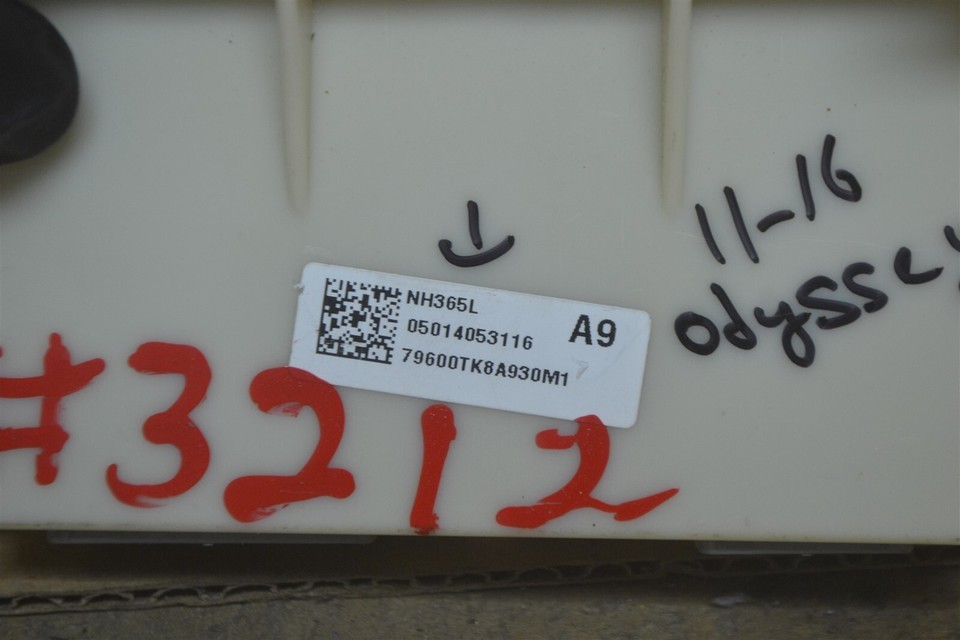 11-16
odyssey
NH365L
05014053116
A9
79600TK8A930M1
#3212